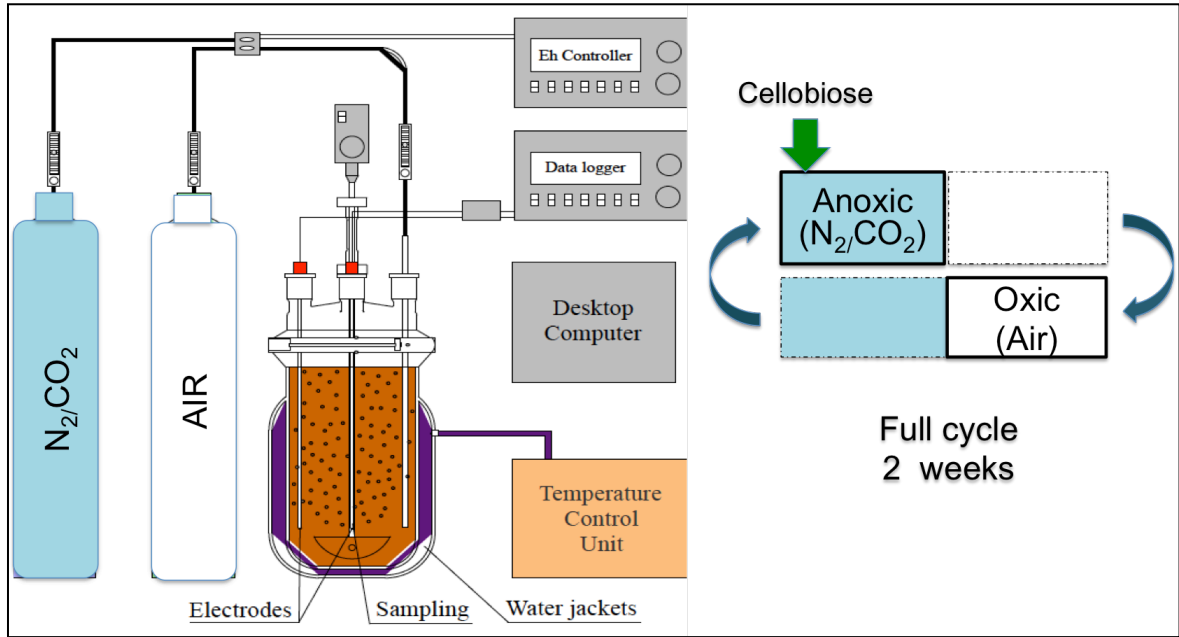 Eh Controller
Data logger
Desktop
Computer
Temperature
Control
Unit
N2/CO2
AIR
Electrodes
Sampling
Water jackets
Cellobiose
Anoxic
(N2/CO2)
Oxic
(Air)
Full cycle
2 weeks